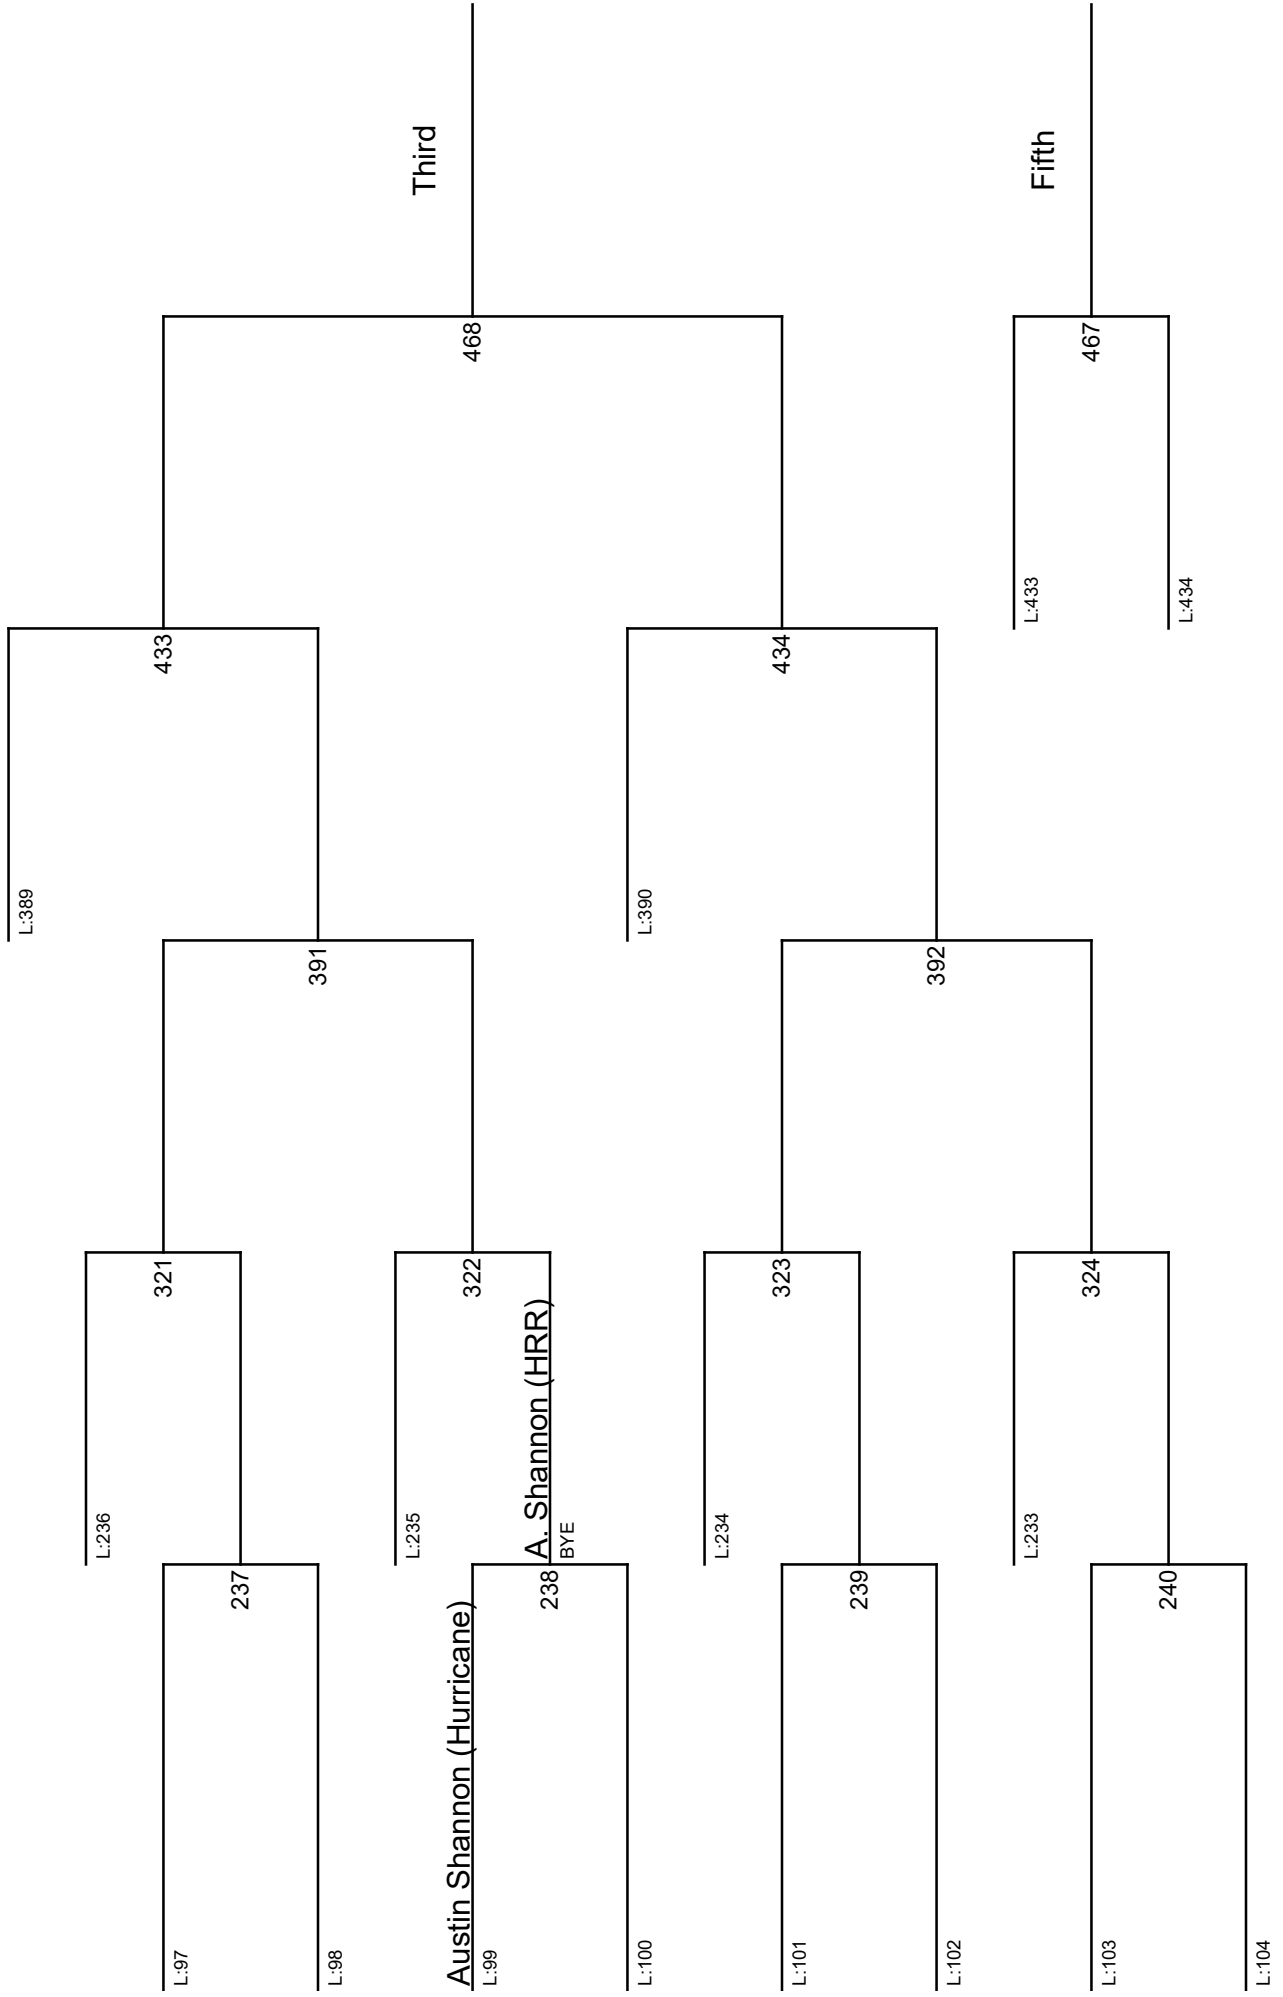 L:97
L:98
Austin Shannon (Hurricane)
L:99
L:100
L:101
L:102
L:103
L:104
L:236
237
L:235
A. Shannon (HRR)
BYE
238
L:234
239
L:233
240
L:389
321
391
322
L:390
323
392
324
433
434
L:433
L:434
468
467
Third
Fifth